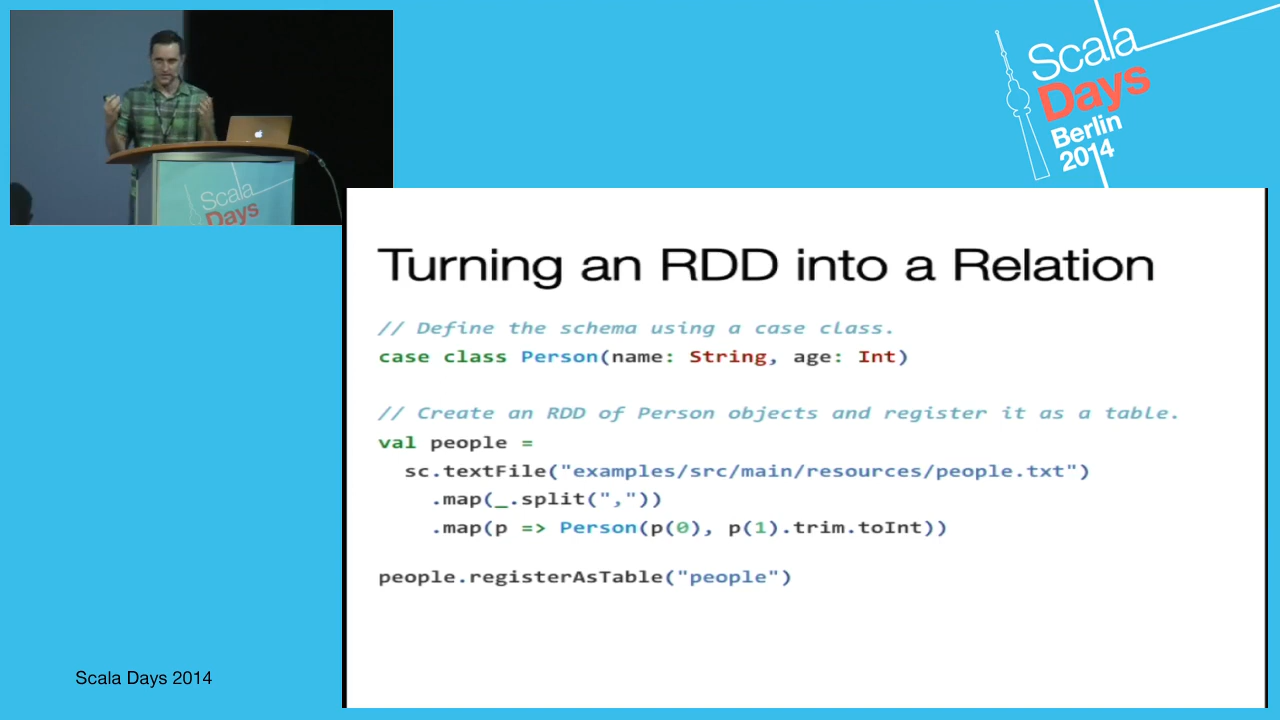 Scala
Days
Berlin
2014
Scala
Days
Turning an RDD into a Relation
// Define the schema using a case class.
case class Person(name: String, age: Int)
// Create an RDD of Person objects and register it as a table.
val people =
sc.textFile("examples/src/main/resources/people.txt")
.map(_.split(","))
.map(p => Person(p(0), p(1).trim.toInt))
people.registerAsTable("people")
Scala Days 2014